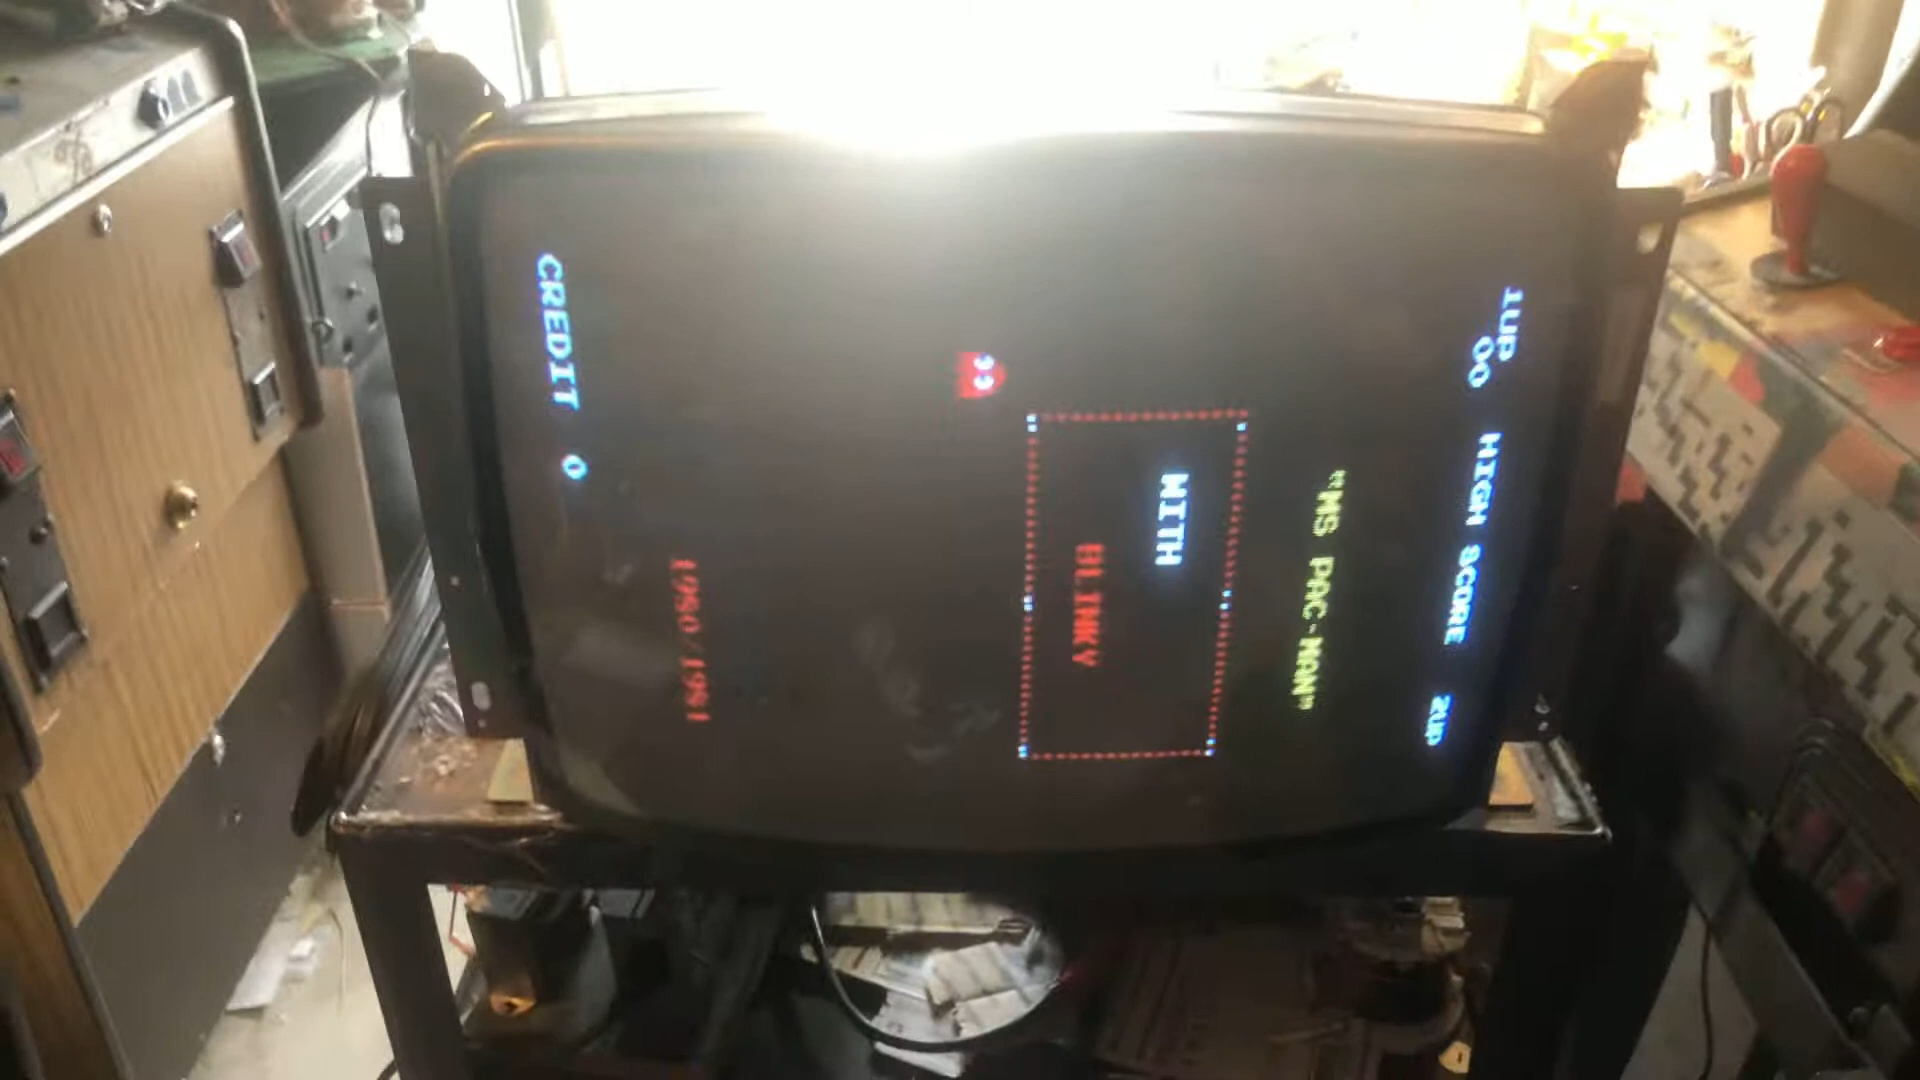 1UP HIGH SCORE 2UP
00
"MS PAC-MAN"
WITH
BLINKY
1980/1981
CREDIT 0